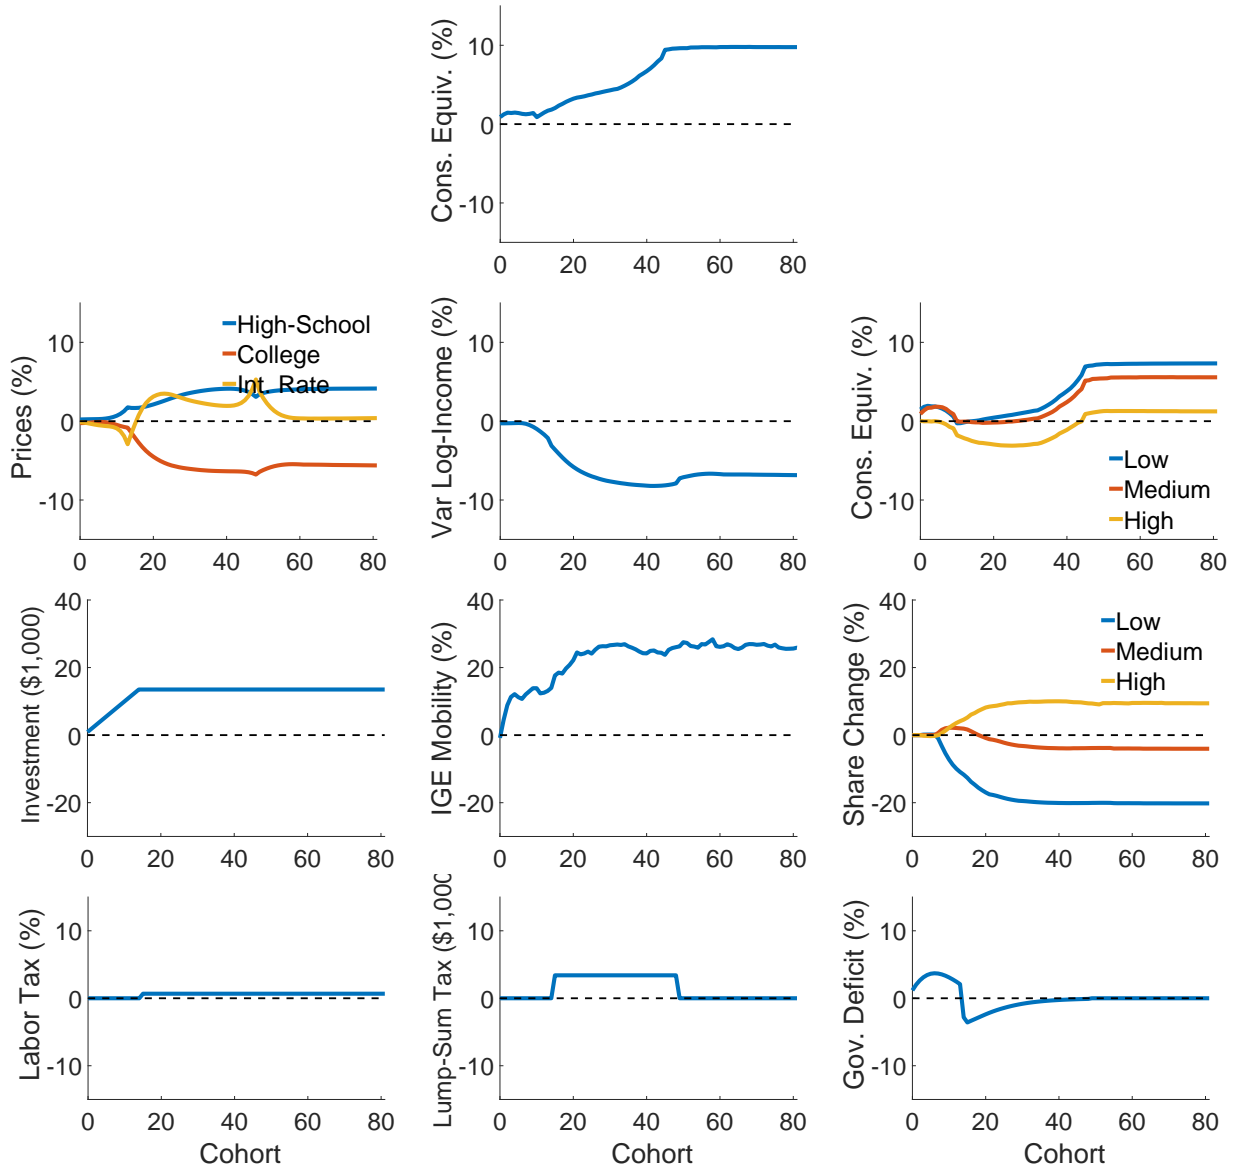 Cons. Equiv. (%)
10
0
-10
0 20 40 60 80
Prices (%)
10
0
-10
High-School
College
Int. Rate
0 20 40 60 80
Var Log-Income (%)
10
0
-10
0 20 40 60 80
Cons. Equiv. (%)
10
0
-10
Low
Medium
High
0 20 40 60 80
Investment ($1,000)
40
20
0
-20
0 20 40 60 80
IGE Mobility (%)
40
20
0
-20
0 20 40 60 80
Share Change (%)
40
20
0
-20
Low
Medium
High
0 20 40 60 80
Labor Tax (%)
10
0
-10
0 20 40 60 80
Cohort
Lump-Sum Tax ($1,000
10
0
-10
0 20 40 60 80
Cohort
Gov. Deficit (%)
10
0
-10
0 20 40 60 80
Cohort